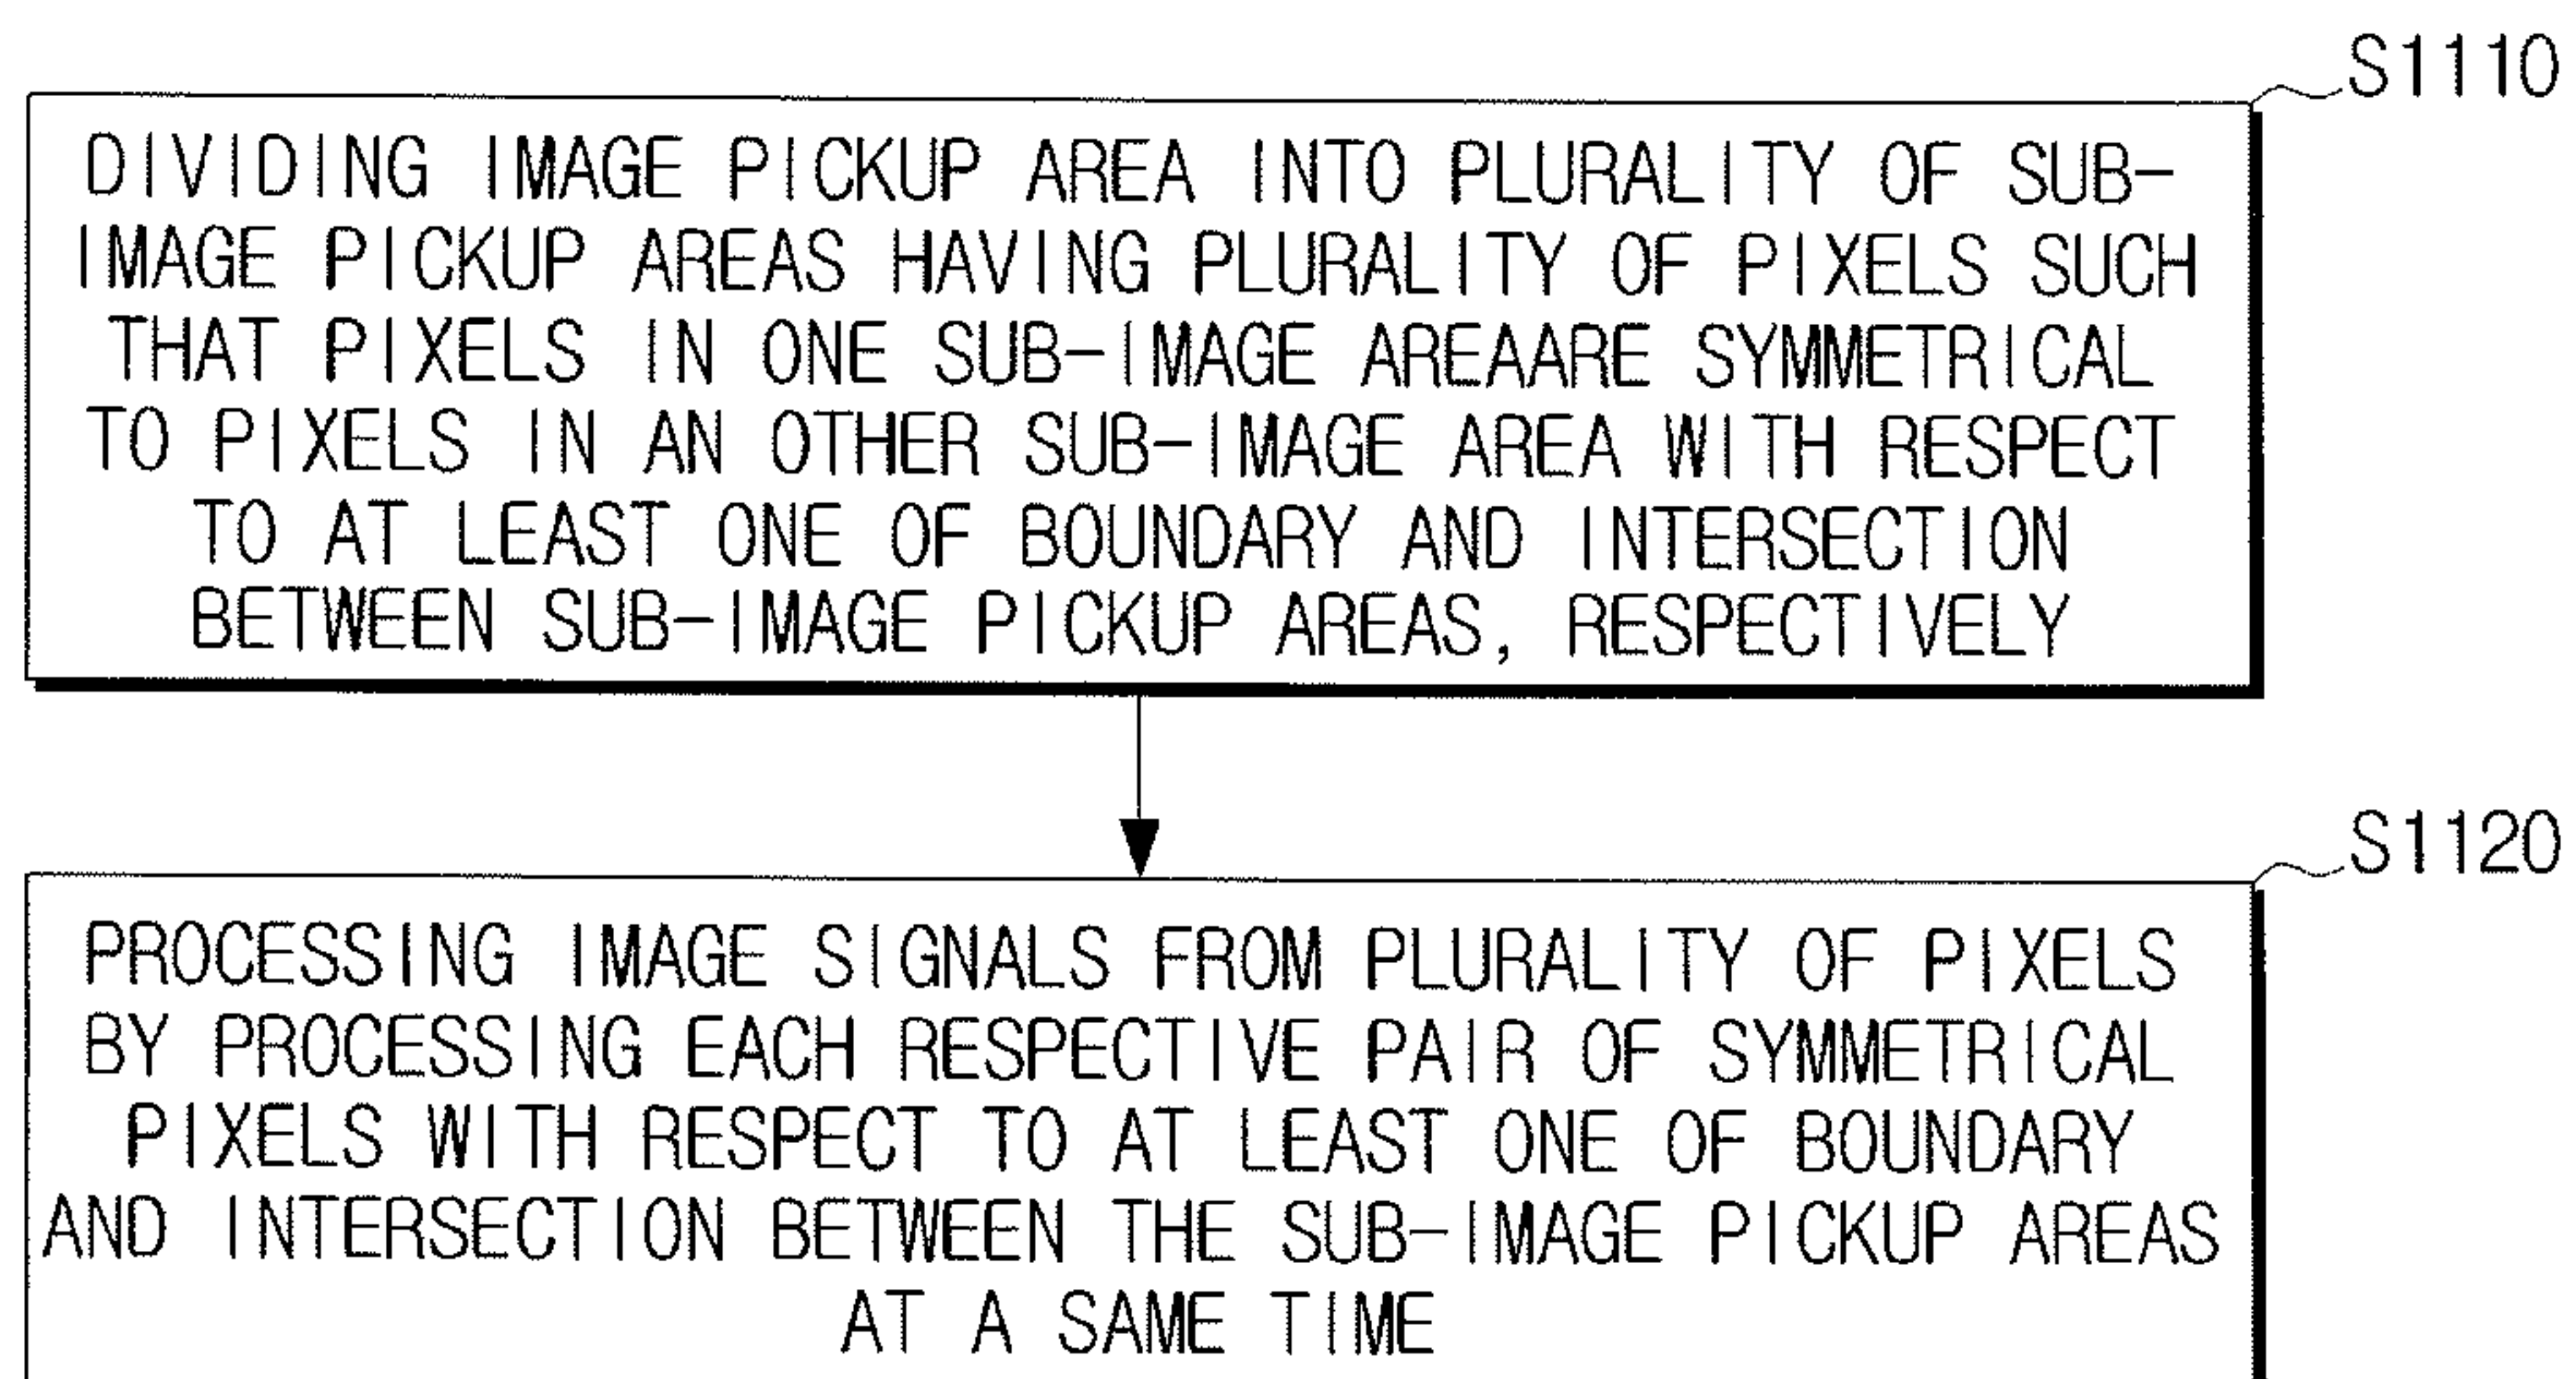 S1110
DIVIDING IMAGE PICKUP AREA INTO PLURALITY OF SUB-
IMAGE PICKUP AREAS HAVING PLURALITY OF PIXELS SUCH
THAT PIXELS IN ONE SUB-IMAGE AREAARE SYMMETRICAL
TO PIXELS IN AN OTHER SUB-IMAGE AREA WITH RESPECT
TO AT LEAST ONE OF BOUNDARY AND INTERSECTION
BETWEEN SUB-IMAGE PICKUP AREAS, RESPECTIVELY
S1120
PROCESSING IMAGE SIGNALS FROM PLURALITY OF PIXELS
BY PROCESSING EACH RESPECTIVE PAIR OF SYMMETRICAL
PIXELS WITH RESPECT TO AT LEAST ONE OF BOUNDARY
AND INTERSECTION BETWEEN THE SUB-IMAGE PICKUP AREAS
AT A SAME TIME